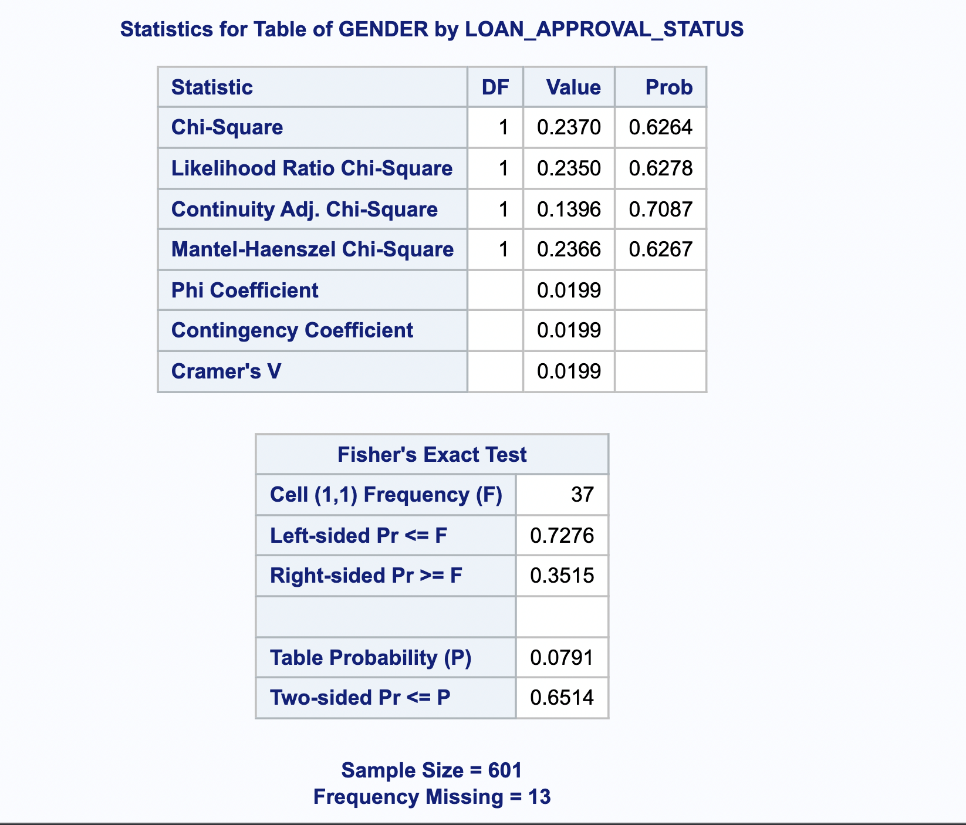 Statistics for Table of GENDER by LOAN_APPROVAL_STATUS
Statistic DF Value Prob
Chi-Square 1 0.2370 0.6264
Likelihood Ratio Chi-Square 1 0.2350 0.6278
Continuity Adj. Chi-Square 1 0.1396 0.7087
Mantel-Haenszel Chi-Square 1 0.2366 0.6267
Phi Coefficient 0.0199
Contingency Coefficient 0.0199
Cramer's V 0.0199
Fisher's Exact Test
Cell (1,1) Frequency (F) 37
Left-sided Pr <= F 0.7276
Right-sided Pr >= F 0.3515
Table Probability (P) 0.0791
Two-sided Pr <= P 0.6514
Sample Size = 601
Frequency Missing = 13